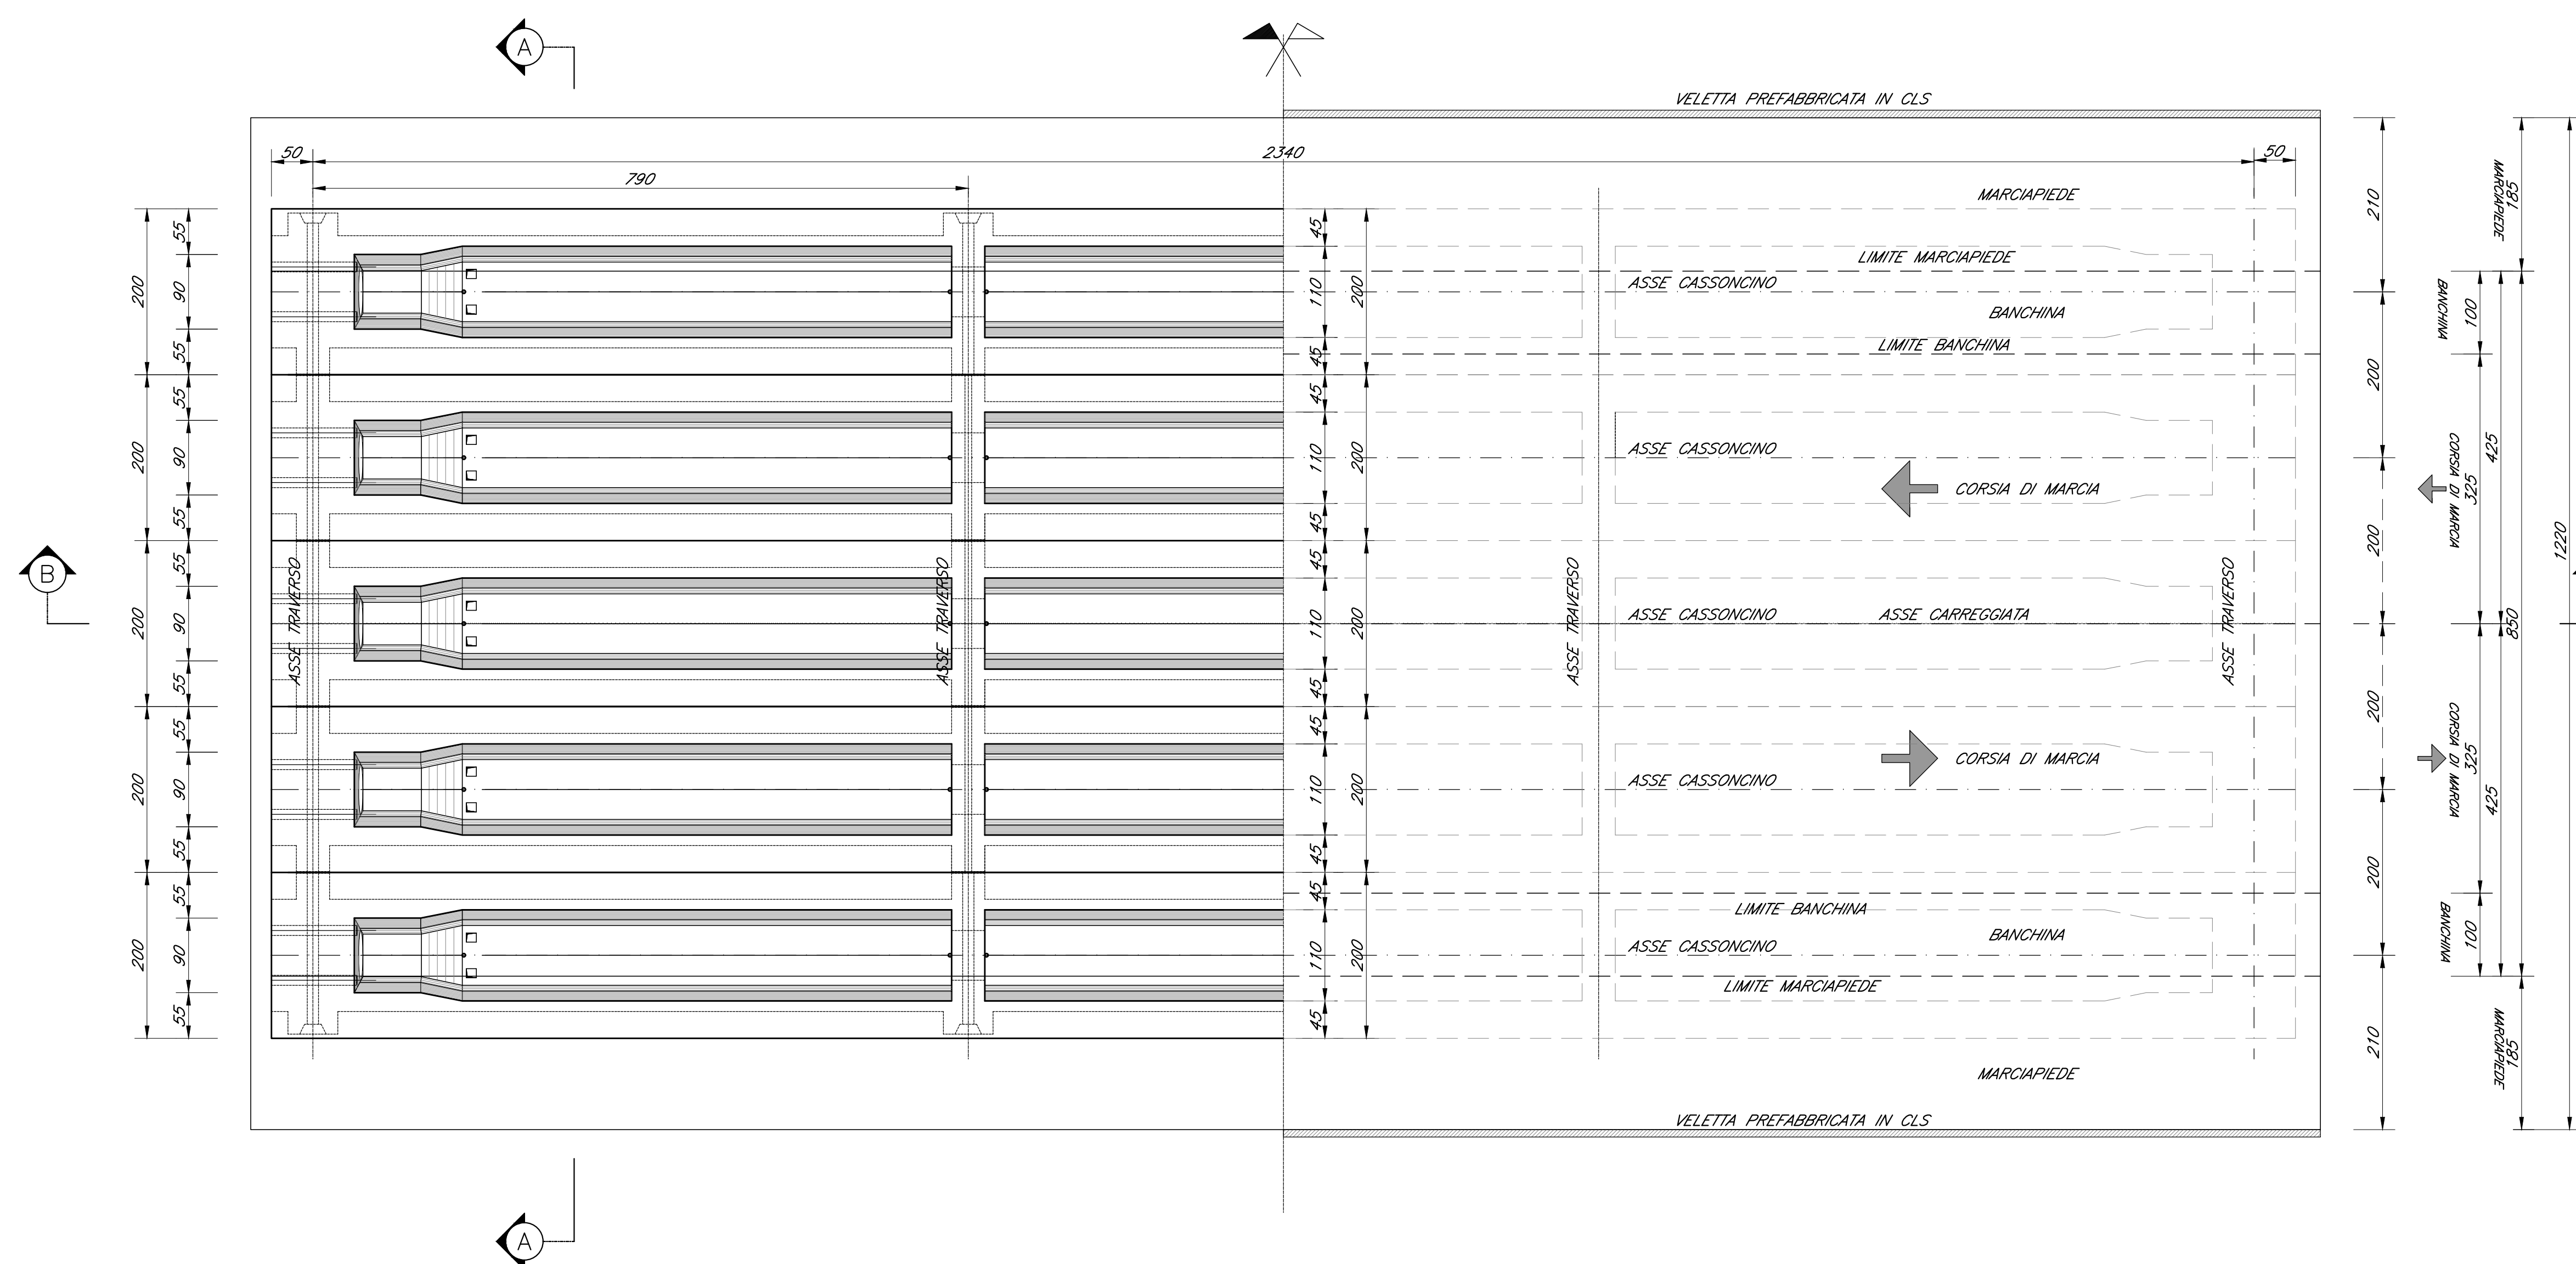 A
VELETTA PREFABBRICATA IN CLS
50
2340
50
790
MARCIAPIEDE
210
MARCIAPIEDE
185
200
55
90
55
45
110
45
200
LIMITE MARCIAPIEDE
ASSE CASSONCINO
BANCHINA
LIMITE BANCHINA
BANCHINA
100
200
200
55
90
55
45
110
45
200
ASSE CASSONCINO
CORSIA DI MARCIA
200
CORSIA DI MARCIA
325
425
1220
B
200
55
90
55
ASSE TRAVERSO
ASSE TRAVERSO
45
110
45
200
ASSE TRAVERSO
ASSE CASSONCINO
ASSE CARREGGIATA
ASSE TRAVERSO
850
200
200
55
90
55
45
110
45
200
CORSIA DI MARCIA
ASSE CASSONCINO
CORSIA DI MARCIA
325
425
200
200
55
90
55
45
110
45
200
LIMITE BANCHINA
BANCHINA
ASSE CASSONCINO
LIMITE MARCIAPIEDE
BANCHINA
100
210
MARCIAPIEDE
185
MARCIAPIEDE
VELETTA PREFABBRICATA IN CLS
A